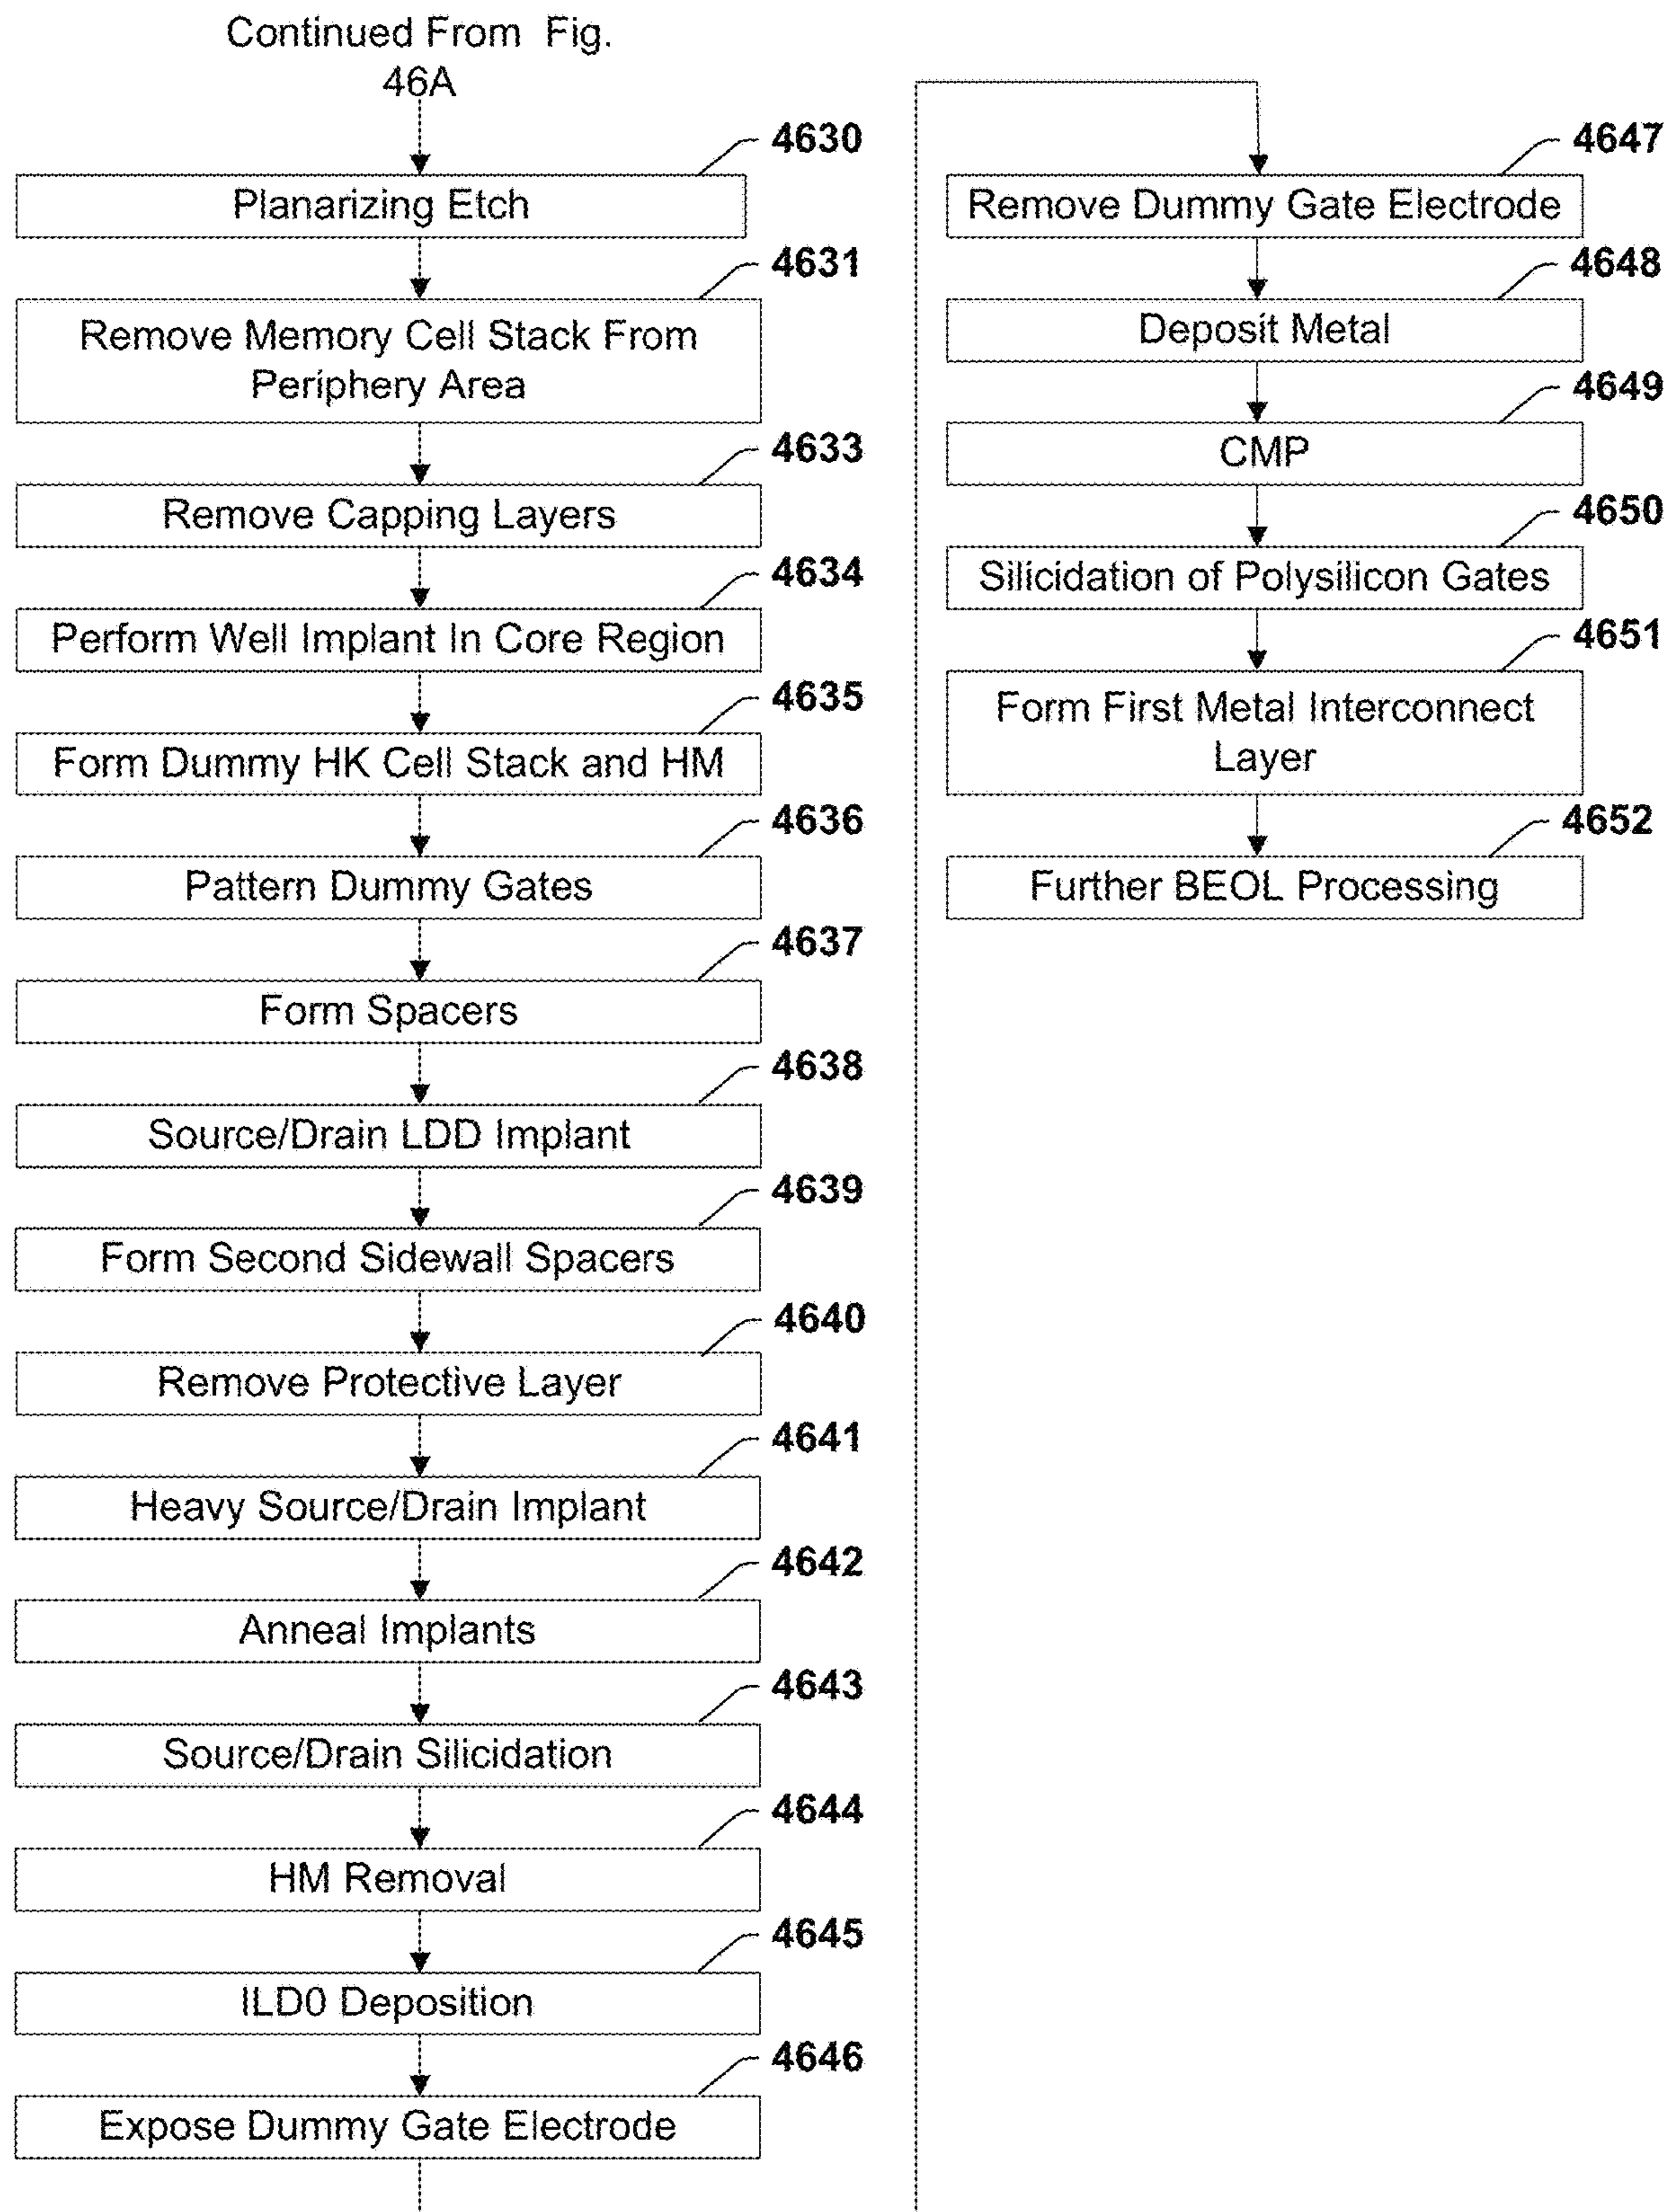 Continued From Fig.
46A
4630
Planarizing Etch
4631
Remove Memory Cell Stack From
Periphery Area
4633
Remove Capping Layers
4634
Perform Well Implant In Core Region
4635
Form Dummy HK Cell Stack and HM
4636
Pattern Dummy Gates
4637
Form Spacers
4638
Source/Drain LDD Implant
4639
Form Second Sidewall Spacers
4640
Remove Protective Layer
4641
Heavy Source/Drain Implant
4642
Anneal Implants
4643
Source/Drain Silicidation
4644
HM Removal
4645
ILD0 Deposition
4646
Expose Dummy Gate Electrode
4647
Remove Dummy Gate Electrode
4648
Deposit Metal
4649
CMP
4650
Silicidation of Polysilicon Gates
4651
Form First Metal Interconnect
Layer
4652
Further BEOL Processing